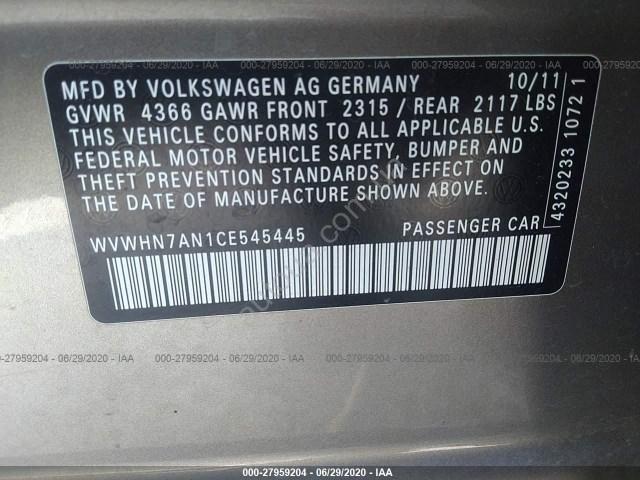 000-27959204 - 06/29/2020 - IAA
MFD BY VOLKSWAGEN AG GERMANY 10/11
GVWR 4366 GAWR FRONT 2315 / REAR 2117 LBS
THIS VEHICLE CONFORMS TO ALL APPLICABLE U.S.
FEDERAL MOTOR VEHICLE SAFETY, BUMPER AND
THEFT PREVENTION STANDARDS IN EFFECT ON
THE DATE OF MANUFACTURE SHOWN ABOVE.
WVWHN7AN1CE545445 PASSENGER CAR
4320233 1072 1
000-27959204 - 06/29/2020 - IAA
000-27959204 - 06/29/2020 - IAA
000-27959204 - 06/29/2020 - IAA
000-27959204 - 06/29/2020 - IAA